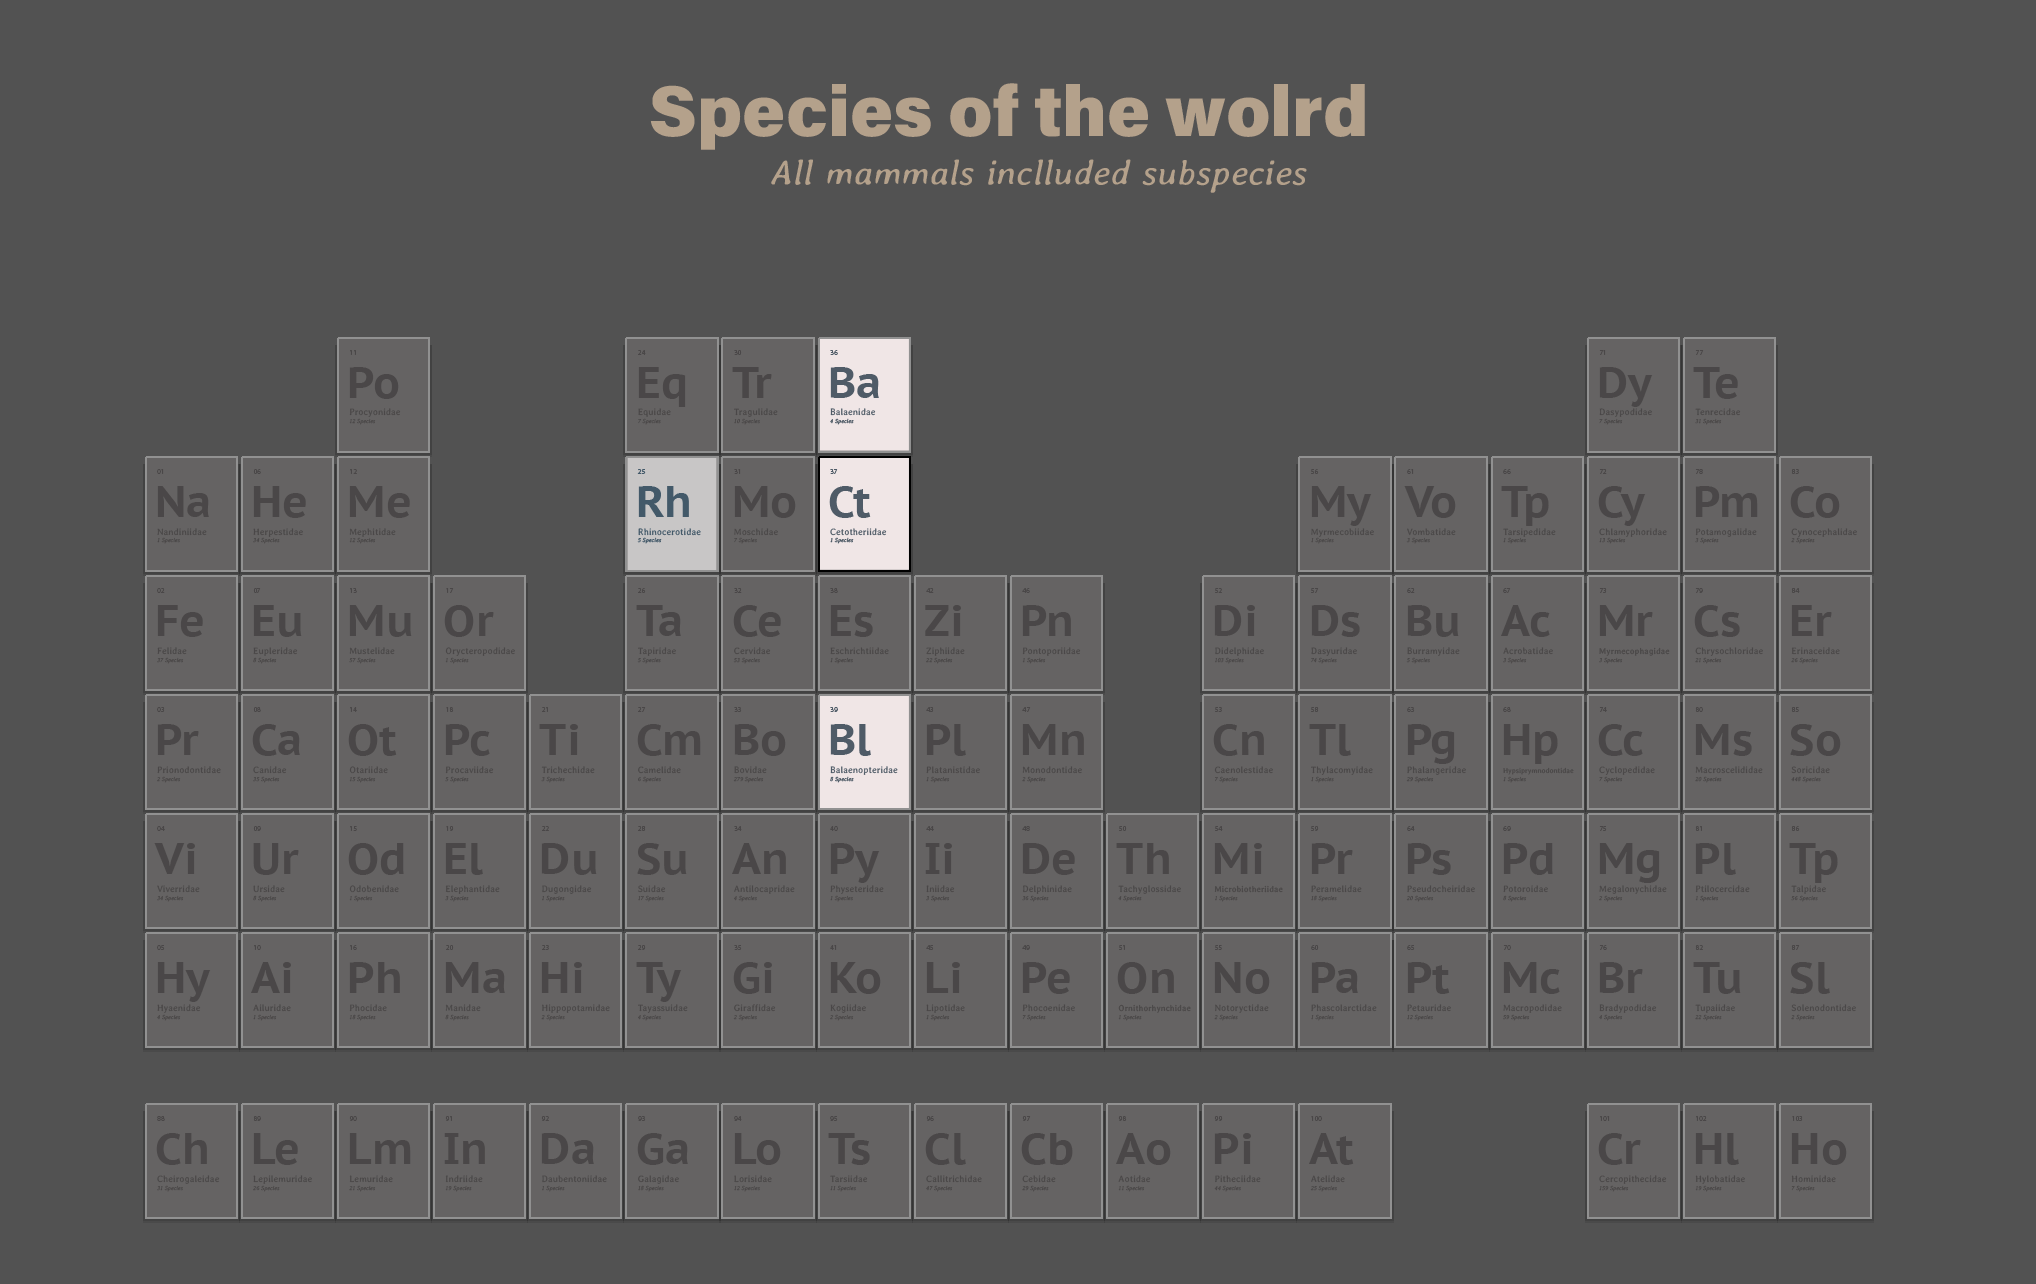 Species of the wolrd
All mammals incllluded subspecies
11
Po
Procyonidae
12 Species
24
Eq
Equidae
7 Species
30
Tr
Tragulidae
10 Species
36
Ba
Balaenidae
4 Species
71
Dy
Dasypodidae
7 Species
77
Te
Tenrecidae
31 Species
01
Na
Nandiniidae
1 Species
06
He
Herpestidae
34 Species
12
Me
Mephitidae
12 Species
25
Rh
Rhinocerotidae
5 Species
31
Mo
Moschidae
7 Species
37
Ct
Cetotheriidae
1 Species
56
My
Myrmecobiidae
1 Species
61
Vo
Vombatidae
3 Species
66
Tp
Tarsipedidae
1 Species
72
Cy
Chlamyphoridae
13 Species
78
Pm
Potamogalidae
3 Species
83
Co
Cynocephalidae
2 Species
02
Fe
Felidae
37 Species
07
Eu
Eupleridae
9 Species
13
Mu
Mustelidae
57 Species
17
Or
Orycteropodidae
1 Species
26
Ta
Tapiridae
5 Species
32
Ce
Cervidae
53 Species
38
Es
Eschrichtiidae
1 Species
42
Zi
Ziphiidae
22 Species
46
Pn
Pontoporiidae
1 Species
52
Di
Didelphidae
103 Species
57
Ds
Dasyuridae
76 Species
62
Bu
Burramyidae
5 Species
67
Ac
Acrobatidae
3 Species
73
Mr
Myrmecophagidae
3 Species
79
Cs
Chrysochloridae
21 Species
84
Er
Erinaceidae
26 Species
03
Pr
Prionodontidae
2 Species
08
Ca
Canidae
35 Species
14
Ot
Otariidae
15 Species
18
Pc
Procaviidae
5 Species
21
Ti
Trichechidae
3 Species
27
Cm
Camelidae
6 Species
33
Bo
Bovidae
279 Species
39
Bl
Balaenopteridae
8 Species
43
Pl
Platanistidae
1 Species
47
Mn
Monodontidae
2 Species
53
Cn
Caenolestidae
7 Species
58
Tl
Thylacomyidae
1 Species
63
Pg
Phalangeridae
29 Species
68
Hp
Hypsiprymnodontidae
1 Species
74
Cc
Cyclopedidae
7 Species
80
Ms
Macroscelididae
20 Species
85
So
Soricidae
448 Species
04
Vi
Viverridae
34 Species
09
Ur
Ursidae
8 Species
15
Od
Odobenidae
1 Species
19
El
Elephantidae
3 Species
22
Du
Dugongidae
1 Species
28
Su
Suidae
17 Species
34
An
Antilocapridae
4 Species
40
Py
Physeteridae
1 Species
44
Ii
Iniidae
2 Species
48
De
Delphinidae
36 Species
50
Th
Tachyglossidae
4 Species
54
Mi
Microbiotheriidae
Species
59
Pr
Peramelidae
18 Species
64
Ps
Pseudocheiridae
20 Species
69
Pd
Potoroidae
8 Species
75
Mg
Megalonychidae
2 Species
81
Pl
Ptilocercidae
1 Species
86
Tp
Talpidae
Species
05
Hy
Hyaenidae
4 Species
10
Ai
Ailuridae
1 Species
16
Ph
Phocidae
18 Species
20
Ma
Manidae
8 Species
23
Hi
Hippopotamidae
2 Species
29
Ty
Tayassuidae
4 Species
35
Gi
Giraffidae
2 Species
41
Ko
Kogiidae
2 Species
45
Li
Lipotidae
1 Species
49
Pe
Phocoenidae
7 Species
51
On
Ornithorhynchidae
1 Species
55
No
Notoryctidae
2 Species
60
Pa
Phascolarctidae
1 Species
65
Pt
Petauridae
12 Species
70
Mc
Macropodidae
59 Species
76
Br
Bradypodidae
4 Species
82
Tu
Tupaiidae
22 Species
87
Sl
Solenodontidae
2 Species
88
Ch
Cheirogaleidae
31 Species
89
Le
Lepilemuridae
26 Species
90
Lm
Lemuridae
21 Species
91
In
Indriidae
19 Species
92
Da
Daubentoniidae
1 Species
93
Ga
Galagidae
18 Species
94
Lo
Lorisidae
12 Species
95
Ts
Tarsiidae
11 Species
96
Cl
Callitrichidae
47 Species
97
Cb
Cebidae
29 Species
98
Ao
Aotidae
11 Species
99
Pi
Pitheciidae
Species
100
At
Atelidae
25 Species
101
Cr
Cercopithecidae
159 Species
102
Hl
Hylobatidae
19 Species
103
Ho
Hominidae
7 Species